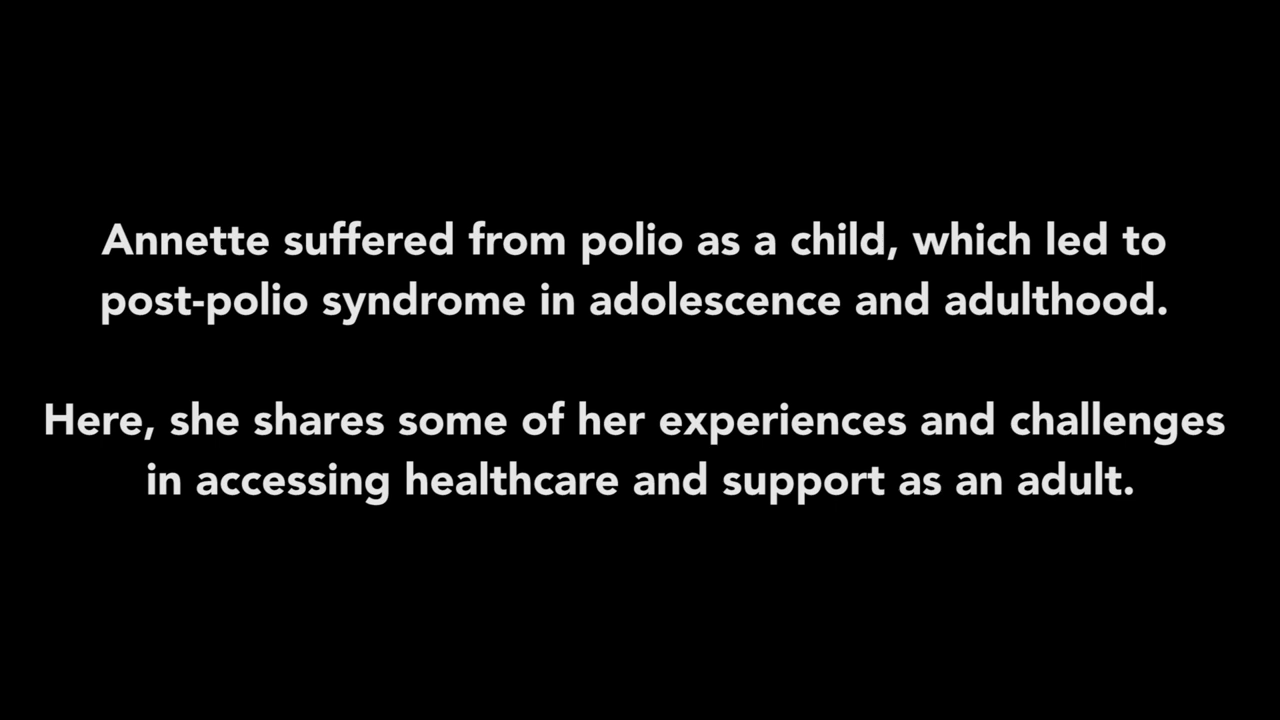 Annette suffered from polio as a child, which led to
post-polio syndrome in adolescence and adulthood.
Here, she shares some of her experiences and challenges
in accessing healthcare and support as an adult.